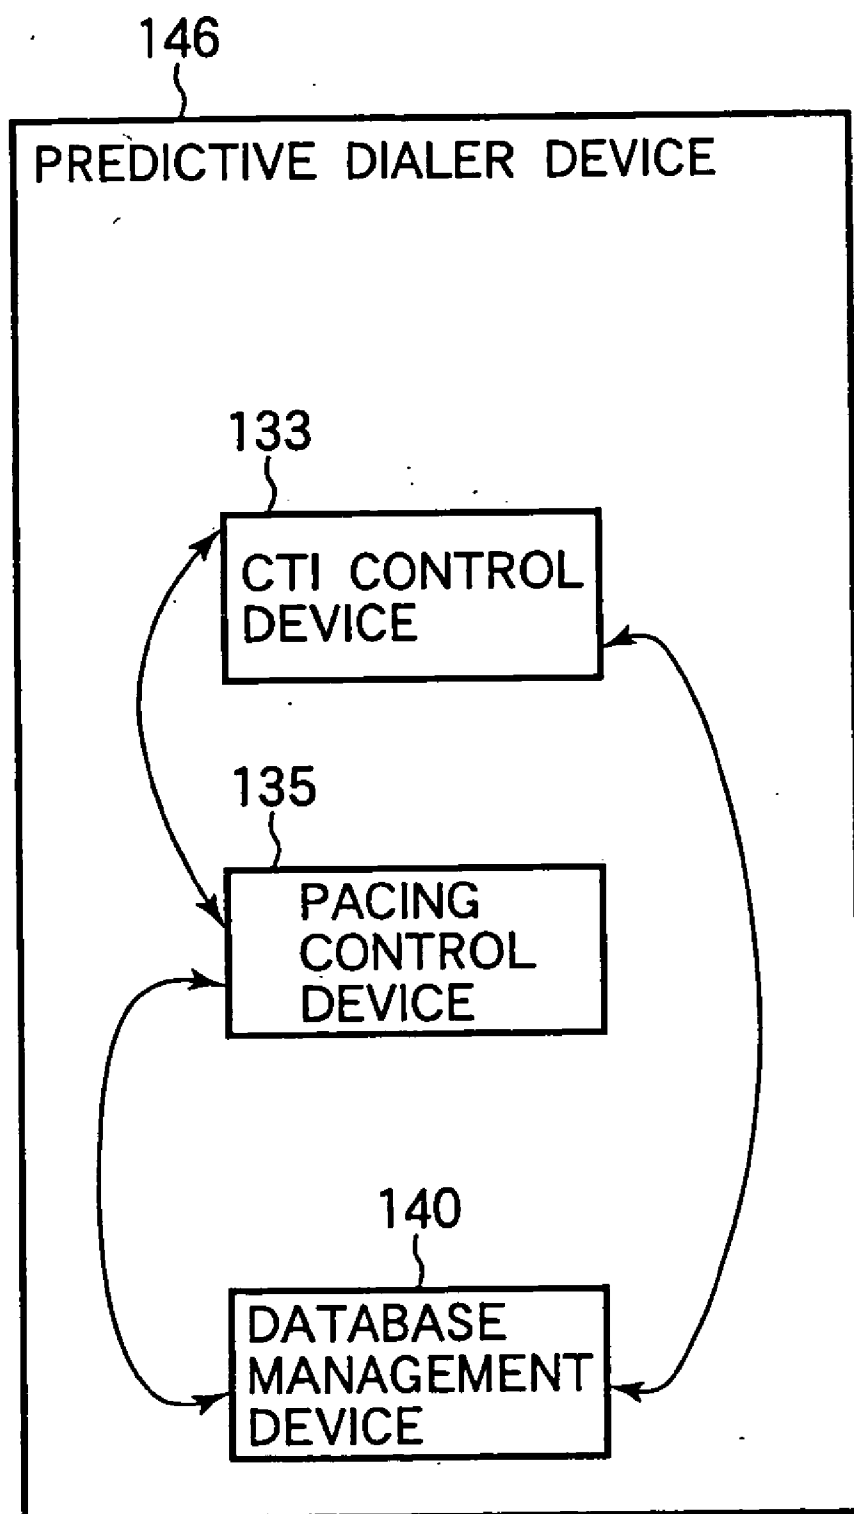 146
PREDICTIVE DIALER DEVICE
133
CTI CONTROL
DEVICE
135
PACING
CONTROL
DEVICE
140
DATABASE
MANAGEMENT
DEVICE